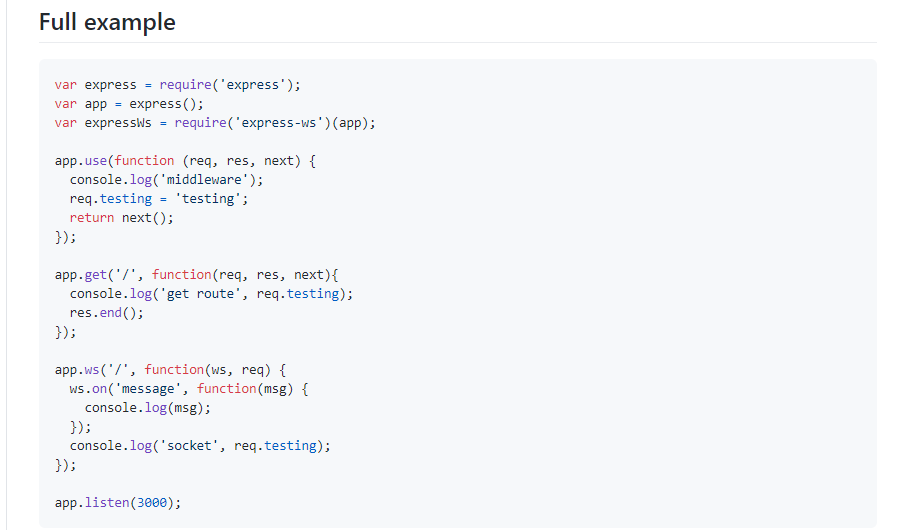 Full example
var express = require('express');
var app = express();
var expressWs = require('express-ws')(app);
app.use(function (req, res, next) {
  console.log('middleware');
  req.testing = 'testing';
  return next();
});
app.get('/', function(req, res, next){
  console.log('get route', req.testing);
  res.end();
});
app.ws('/', function(ws, req) {
  ws.on('message', function(msg) {
    console.log(msg);
  });
  console.log('socket', req.testing);
});
app.listen(3000);